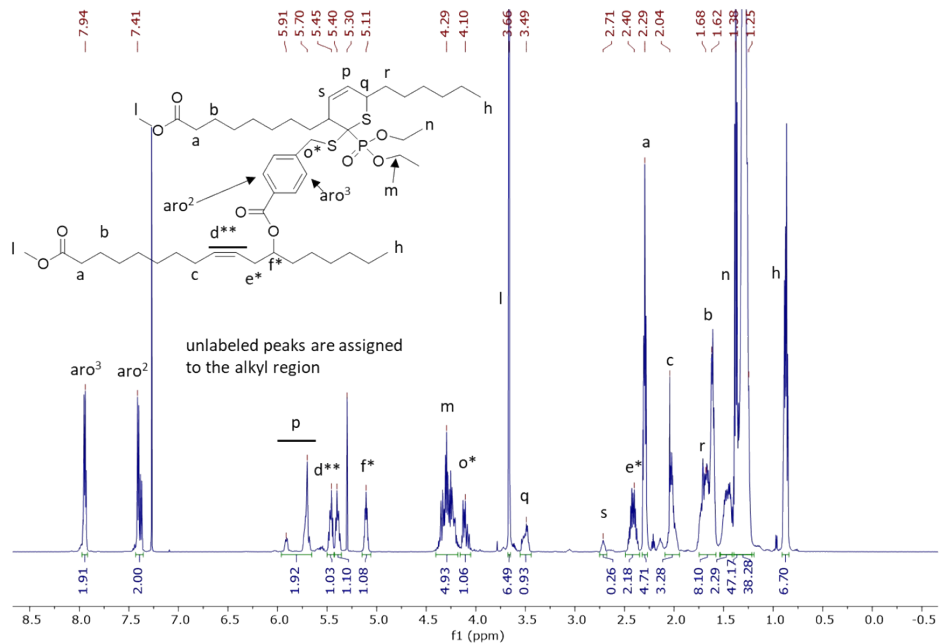 7.94
7.41
5.91
5.70
5.45
5.40
5.30
5.11
4.29
4.10
3.66
3.49
2.71
2.40
2.29
2.04
1.68
1.62
1.38
1.25
p
r
s
q
h
l
b
O
O
a
S
n
S
P
O
O
O
o*
m
aro²
aro³
O
O
l
O
O
b
d**
h
a
c
e*
f*
unlabeled peaks are assigned
to the alkyl region
aro³
aro²
p
d**
f*
m
o*
l
q
s
e*
a
c
r
b
n
h
1.91
2.00
1.92
1.03
1.10
1.08
4.93
1.06
6.49
0.93
0.26
2.18
4.71
3.28
8.10
2.29
47.17
38.28
6.70
8.5 8.0 7.5 7.0 6.5 6.0 5.5 5.0 4.5 4.0 3.5 3.0 2.5 2.0 1.5 1.0 0.5 0.0 -0.5
f1 (ppm)